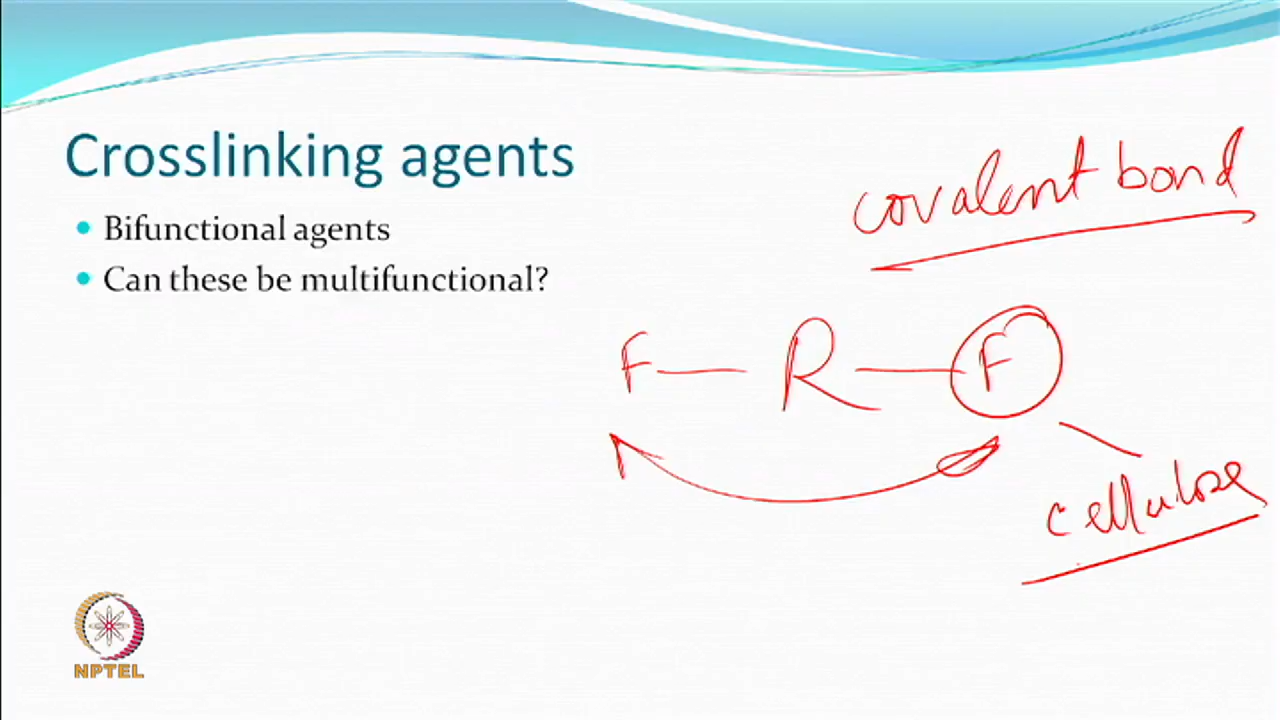 Crosslinking agents
Bifunctional agents
Can these be multifunctional?
covalent bond
F — R — F
cellulose
NPTEL